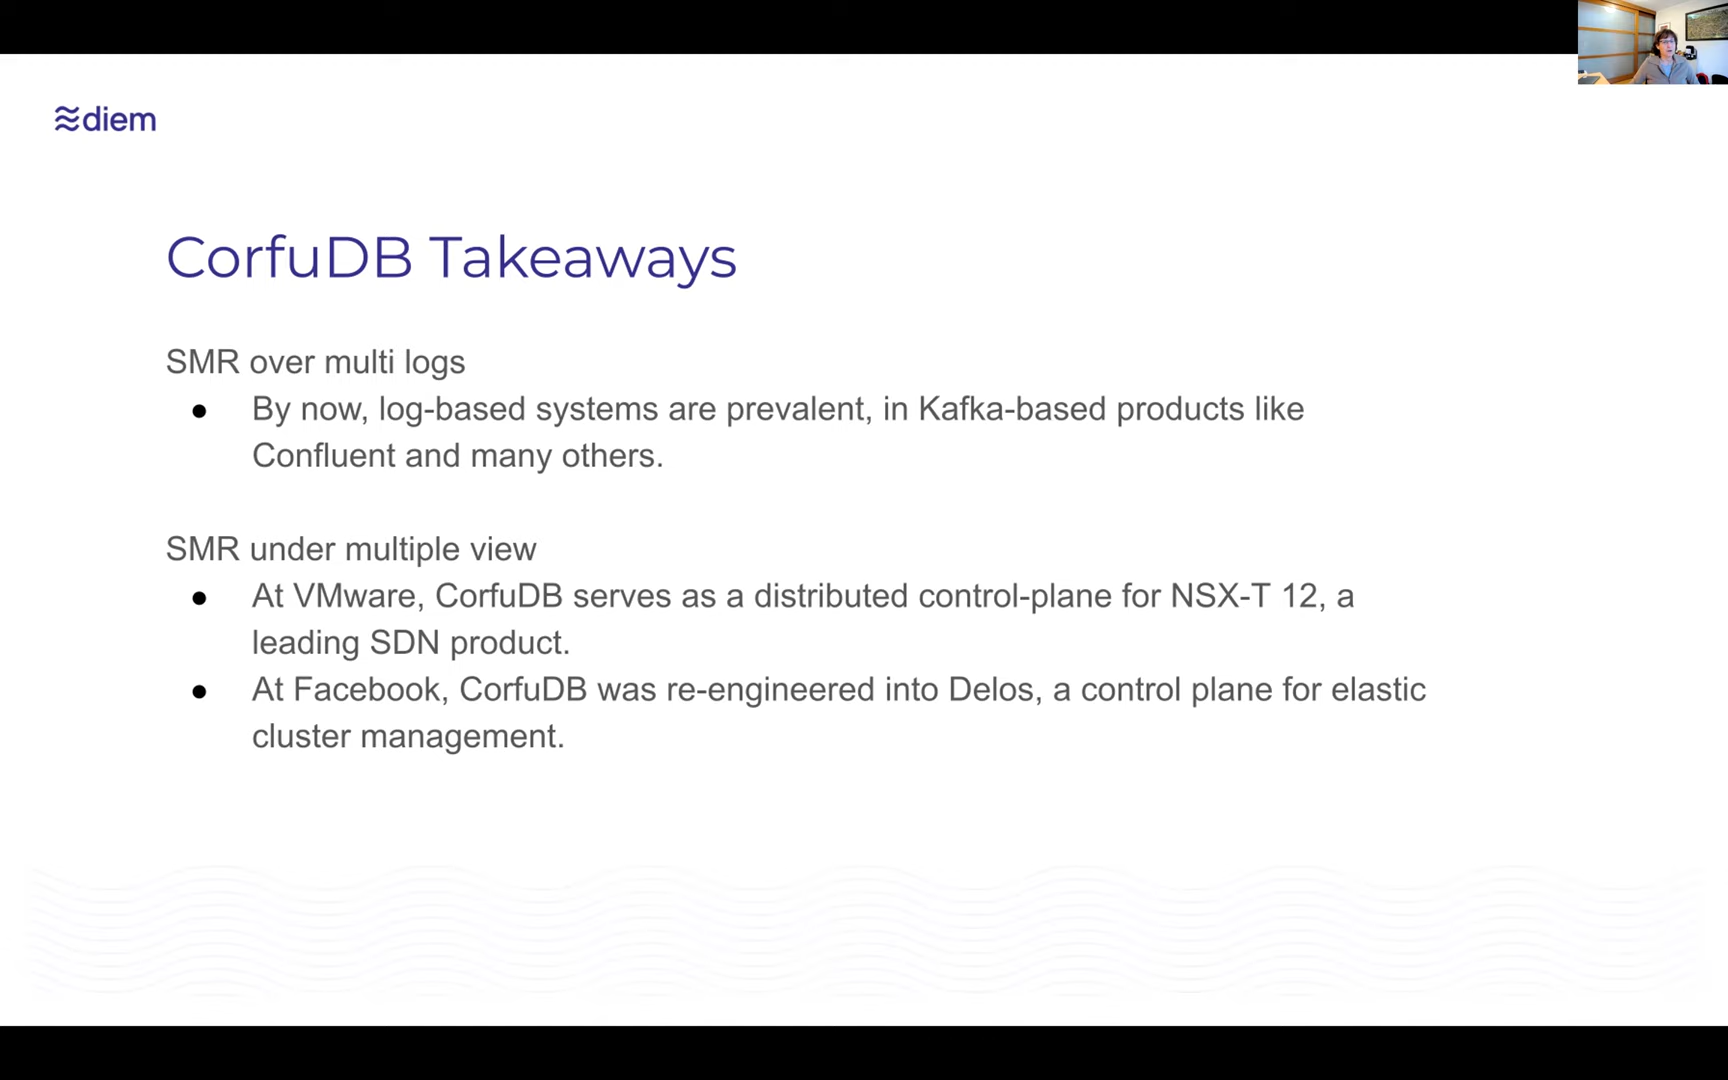 diem
CorfuDB Takeaways
SMR over multi logs
● By now, log-based systems are prevalent, in Kafka-based products like
Confluent and many others.
SMR under multiple view
● At VMware, CorfuDB serves as a distributed control-plane for NSX-T 12, a
leading SDN product.
● At Facebook, CorfuDB was re-engineered into Delos, a control plane for elastic
cluster management.